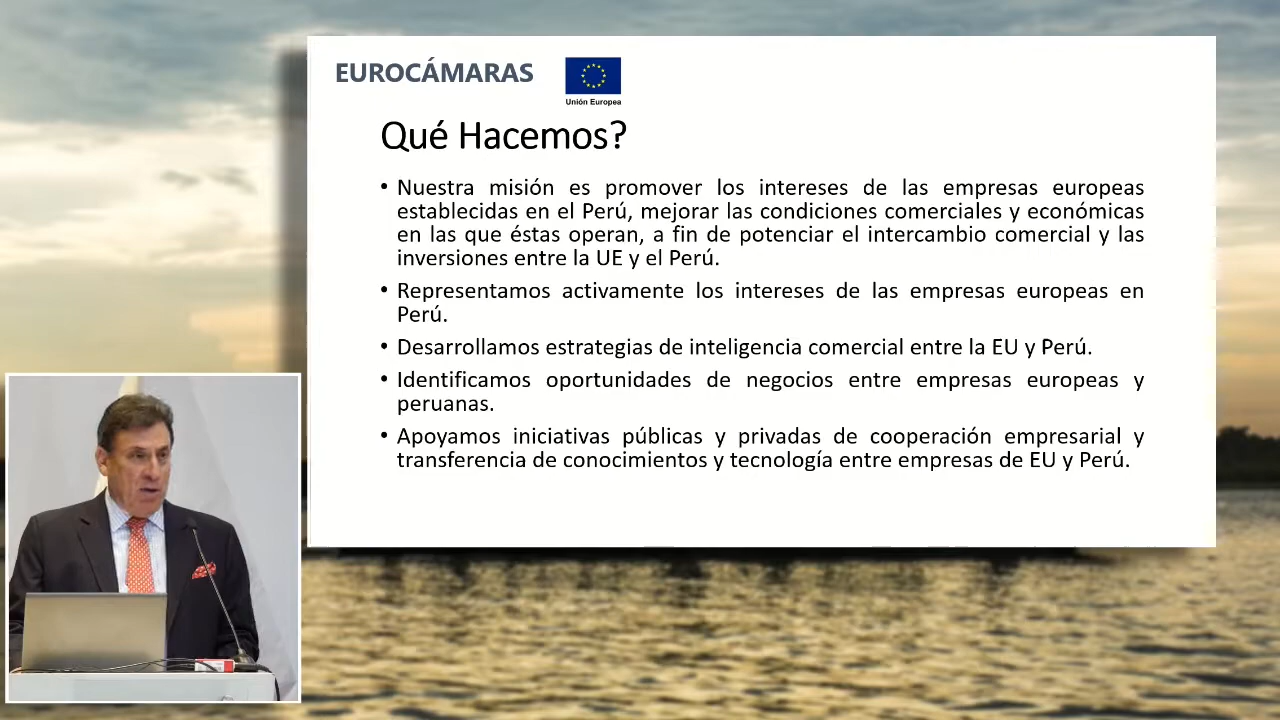 EUROCÁMARAS
Unión Europea
Qué Hacemos?
• Nuestra misión es promover los intereses de las empresas europeas
establecidas en el Perú, mejorar las condiciones comerciales y económicas
en las que éstas operan, a fin de potenciar el intercambio comercial y las
inversiones entre la UE y el Perú.
• Representamos activamente los intereses de las empresas europeas en
Perú.
• Desarrollamos estrategias de inteligencia comercial entre la EU y Perú.
• Identificamos oportunidades de negocios entre empresas europeas y
peruanas.
• Apoyamos iniciativas públicas y privadas de cooperación empresarial y
transferencia de conocimientos y tecnología entre empresas de EU y Perú.